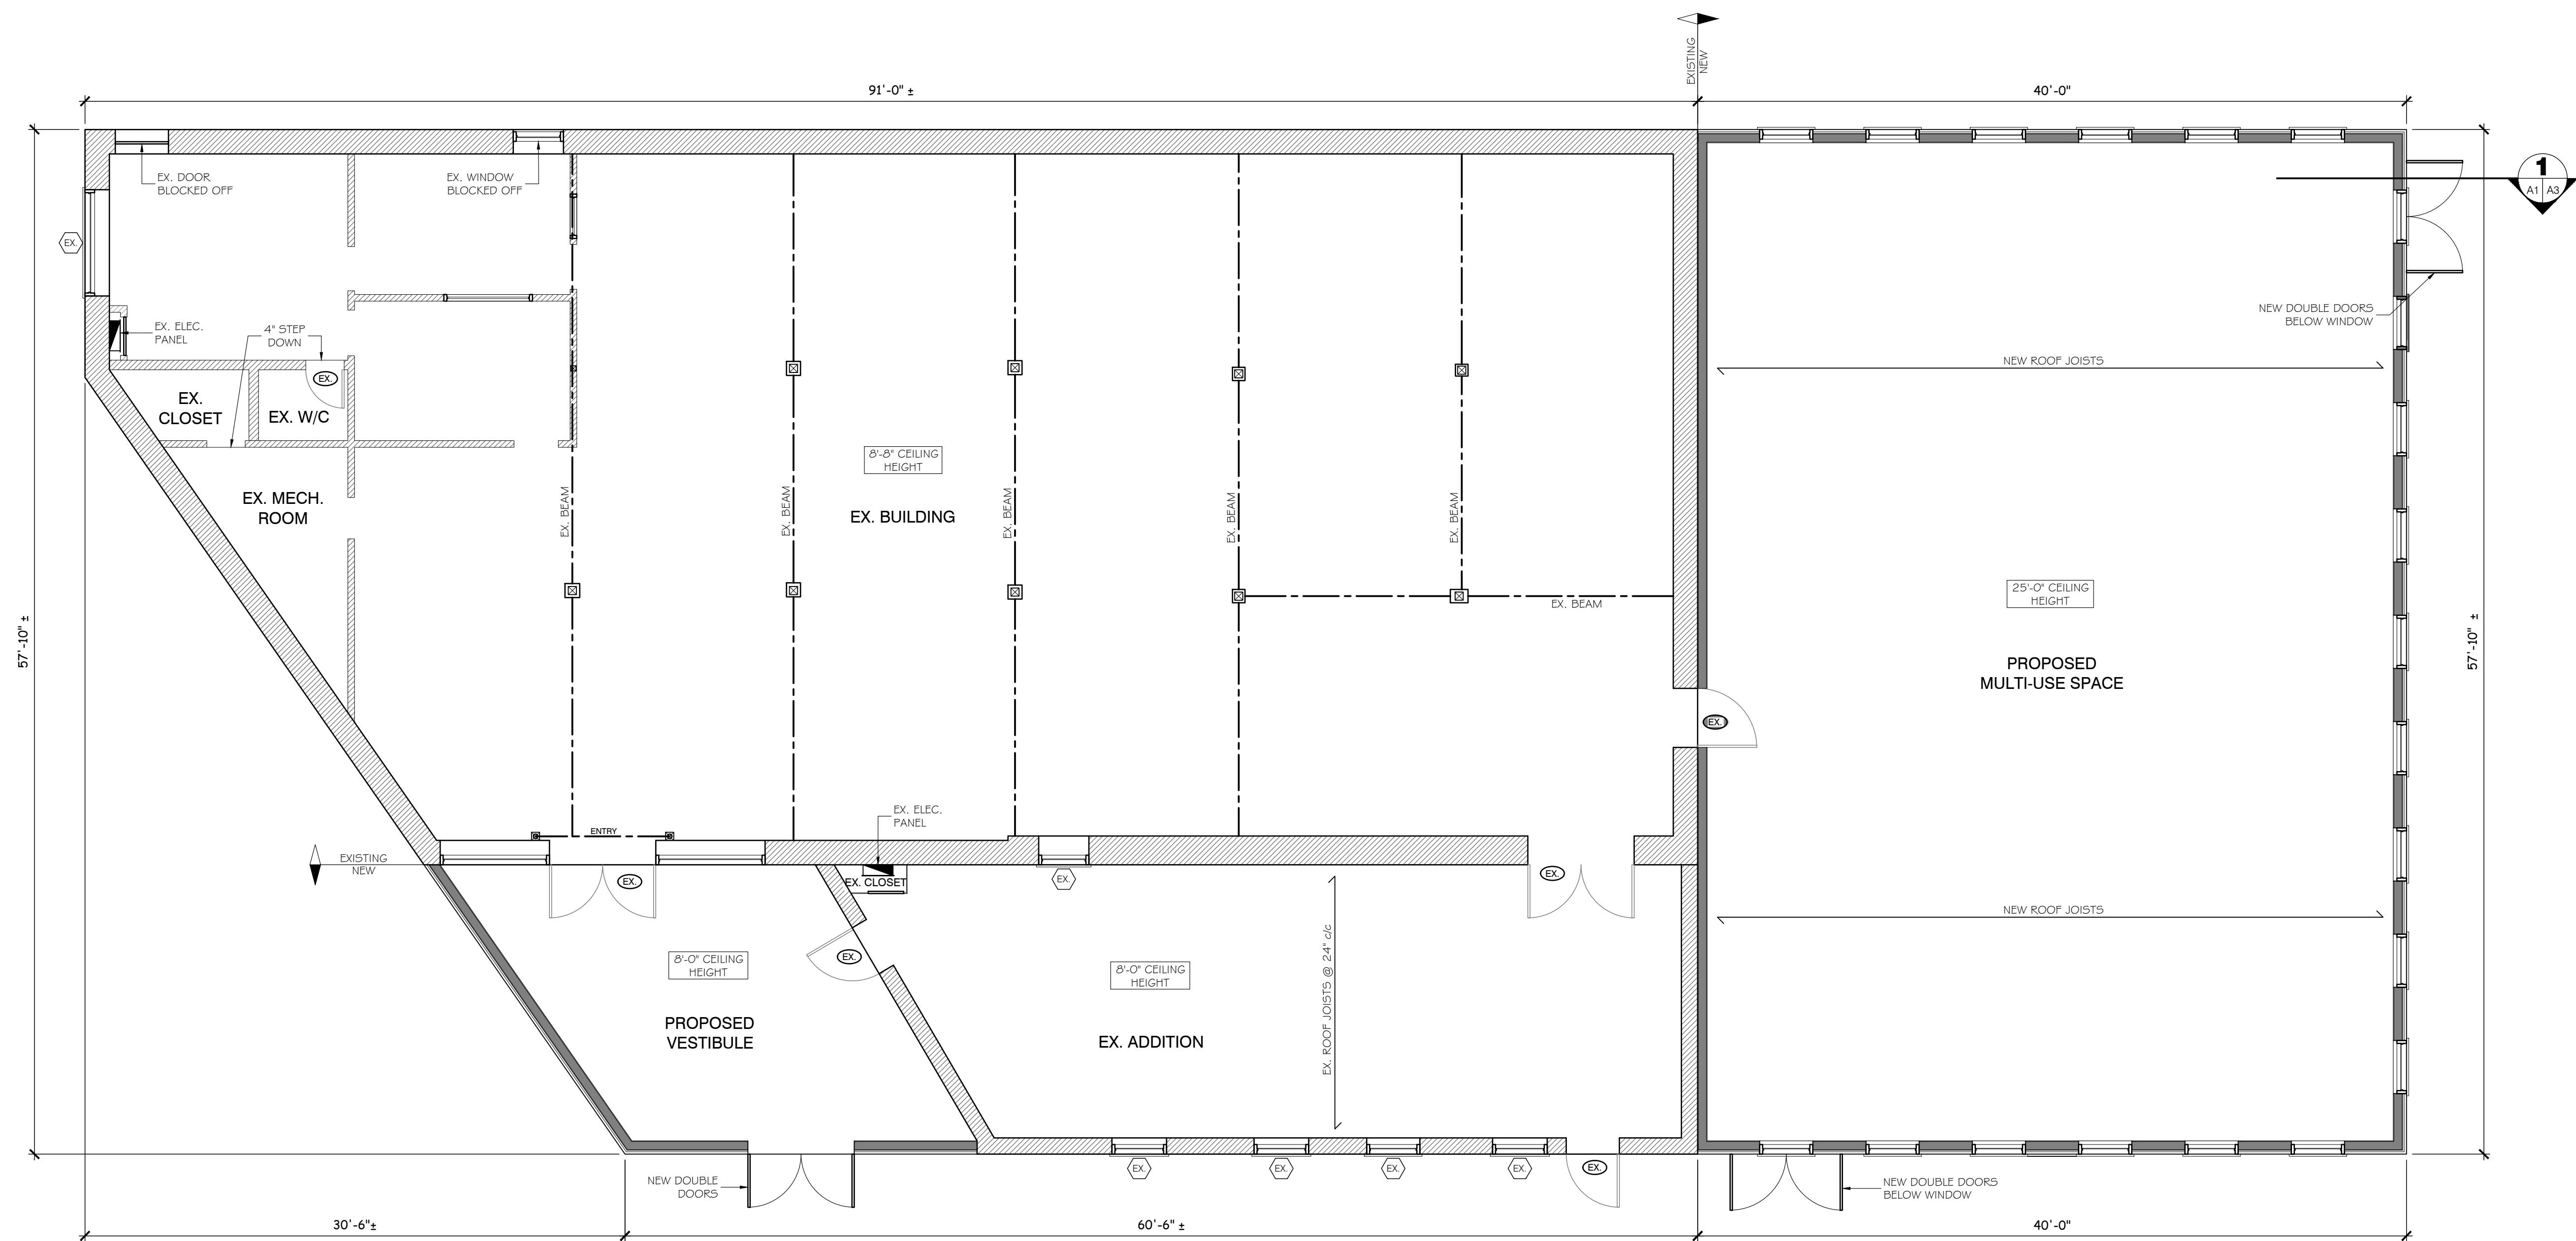 EXISTING
NEW
91'-0" ±
40'-0"
EX. DOOR
BLOCKED OFF
EX. WINDOW
BLOCKED OFF
1
A1
A3
EX.
NEW DOUBLE DOORS
BELOW WINDOW
EX. ELEC.
PANEL
4" STEP
DOWN
EX.
NEW ROOF JOISTS
EX.
CLOSET
EX. W/C
8'-8" CEILING
HEIGHT
EX. MECH.
ROOM
EX. BEAM
EX. BEAM
EX. BUILDING
EX. BEAM
EX. BEAM
EX. BEAM
EX. BEAM
25'-0" CEILING
HEIGHT
57'-10" ±
57'-10" ±
PROPOSED
MULTI-USE SPACE
EX.
EX. ELEC.
PANEL
ENTRY
EXISTING
NEW
EX.
EX. CLOSET
EX.
EX.
NEW ROOF JOISTS
8'-0" CEILING
HEIGHT
EX.
8'-0" CEILING
HEIGHT
EX. ROOF JOISTS @ 24" c/c
PROPOSED
VESTIBULE
EX. ADDITION
EX.
EX.
EX.
EX.
EX.
NEW DOUBLE
DOORS
NEW DOUBLE DOORS
BELOW WINDOW
30'-6"±
60'-6" ±
40'-0"